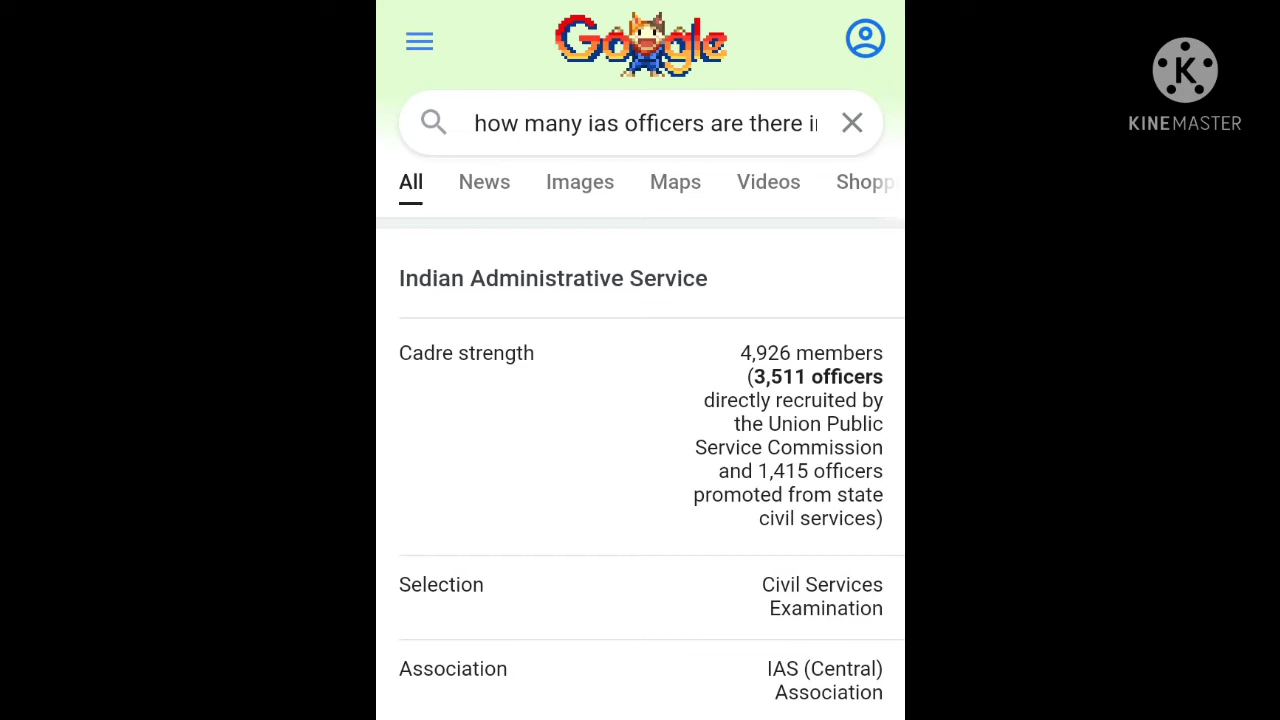 Google
how many ias officers are there
All News Images Maps Videos Shopp
Indian Administrative Service
Cadre strength 4,926 members
(3,511 officers
directly recruited by
the Union Public
Service Commission
and 1,415 officers
promoted from state
civil services)
Selection Civil Services
Examination
Association IAS (Central)
Association
K
KINEMASTER